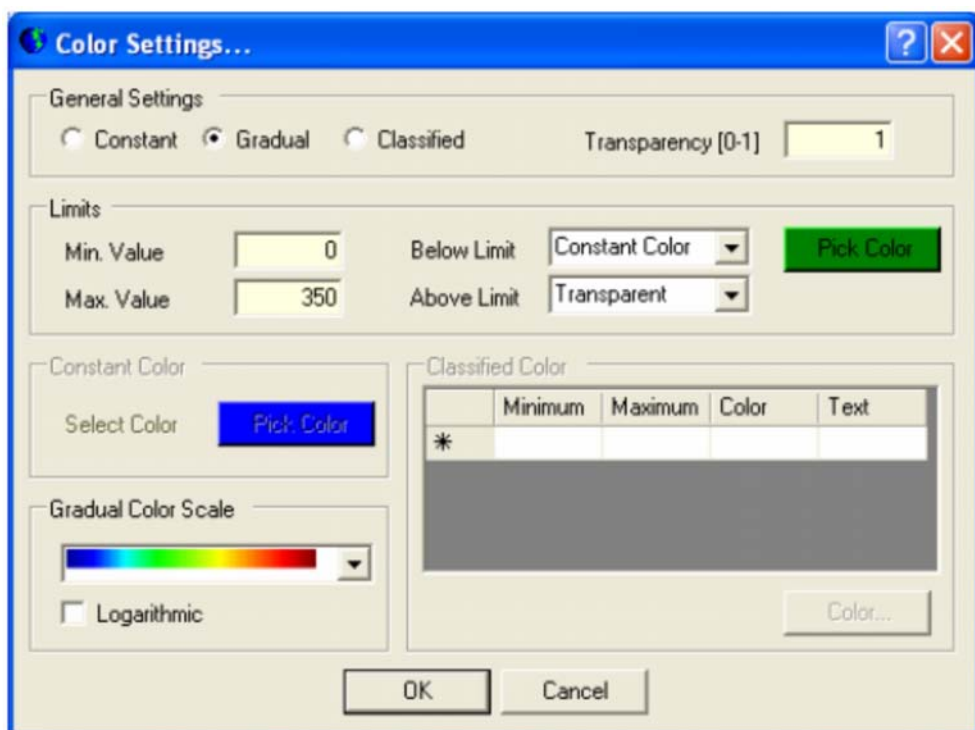 Color Settings...
General Settings
Constant Gradual Classified Transparency [0-1] 1
Limits
Min. Value 0 Below Limit Constant Color Pick Color
Max. Value 350 Above Limit Transparent
Constant Color
Select Color Pick Color
Classified Color
Minimum Maximum Color Text
Gradual Color Scale
Logarithmic
Color...
OK Cancel